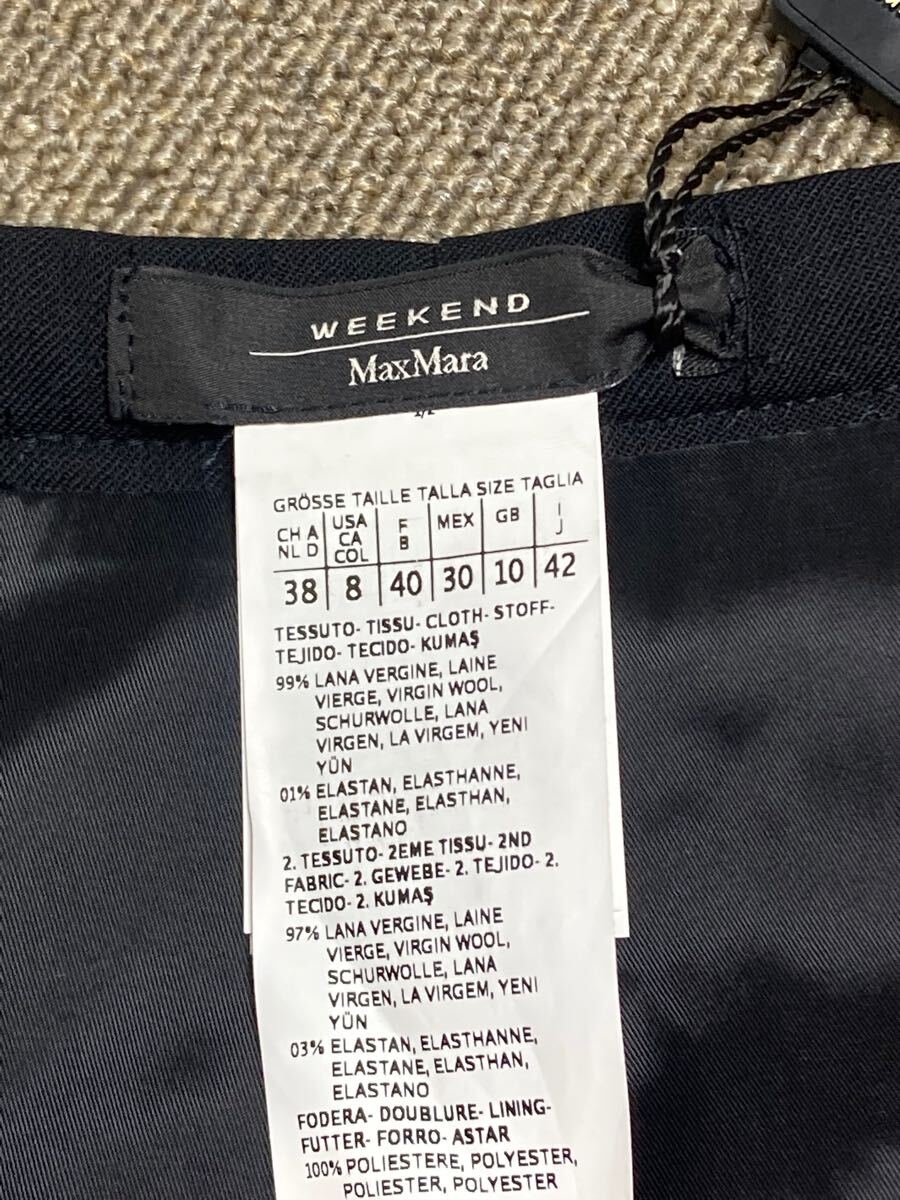 WEEKEND
MaxMara
GRÖSSE TAILLE TALLA SIZE TAGLIA
CH A USA F MEX GB I
NL D CA B J
COL
38 8 40 30 10 42
TESSUTO- TISSU- CLOTH- STOFF-
TEJIDO- TECIDO- KUMAŞ
99% LANA VERGINE, LAINE
VIERGE, VIRGIN WOOL,
SCHURWOLLE, LANA
VIRGEN, LA VIRGEM, YENI
YÜN
01% ELASTAN, ELASTHANNE,
ELASTANE, ELASTHAN,
ELASTANO
2. TESSUTO- 2EME TISSU- 2ND
FABRIC- 2. GEWEBE- 2. TEJIDO- 2.
TECIDO- 2. KUMAŞ
97% LANA VERGINE, LAINE
VIERGE, VIRGIN WOOL,
SCHURWOLLE, LANA
VIRGEN, LA VIRGEM, YENI
YÜN
03% ELASTAN, ELASTHANNE,
ELASTANE, ELASTHAN,
ELASTANO
FODERA- DOUBLURE- LINING-
FUTTER- FORRO- ASTAR
100% POLIESTERE, POLYESTER,
POLIESTER, POLYESTER